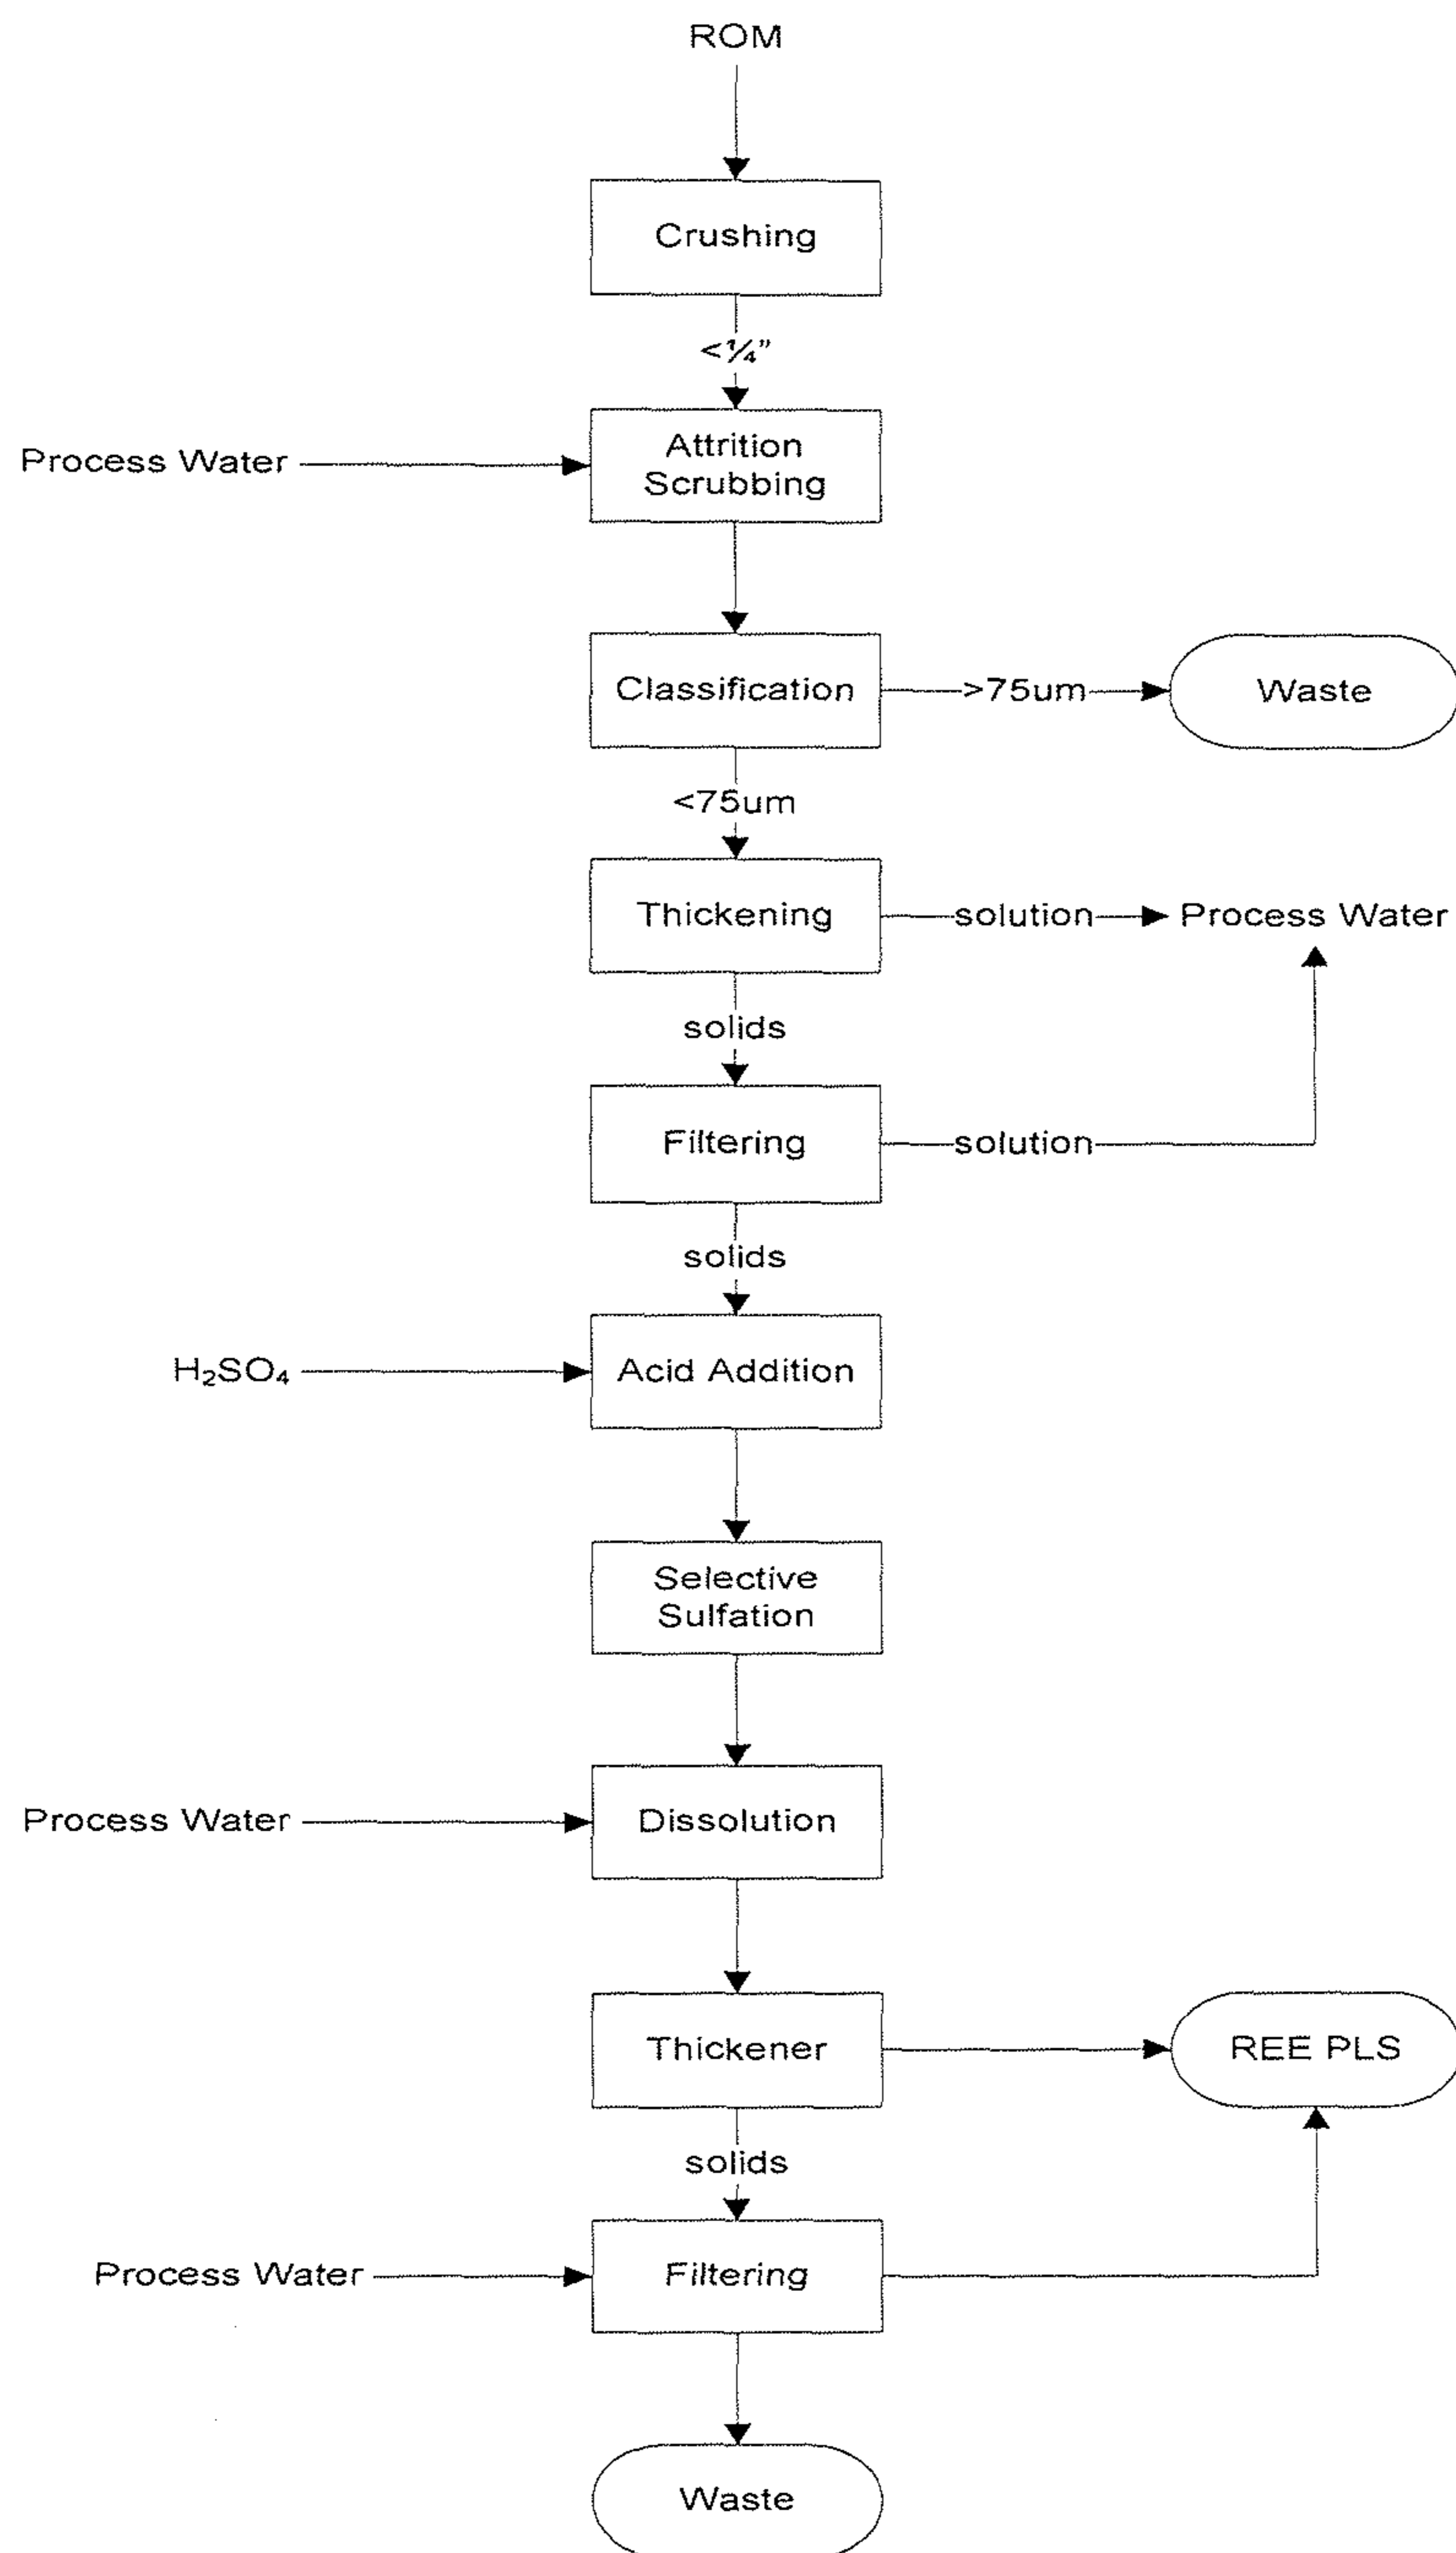 ROM
Crushing
<¼"
Process Water
Attrition
Scrubbing
Classification
>75um
Waste
<75um
Thickening
solution
Process Water
solids
Filtering
solution
solids
H₂SO₄
Acid Addition
Selective
Sulfation
Process Water
Dissolution
Thickener
REE PLS
solids
Process Water
Filtering
Waste